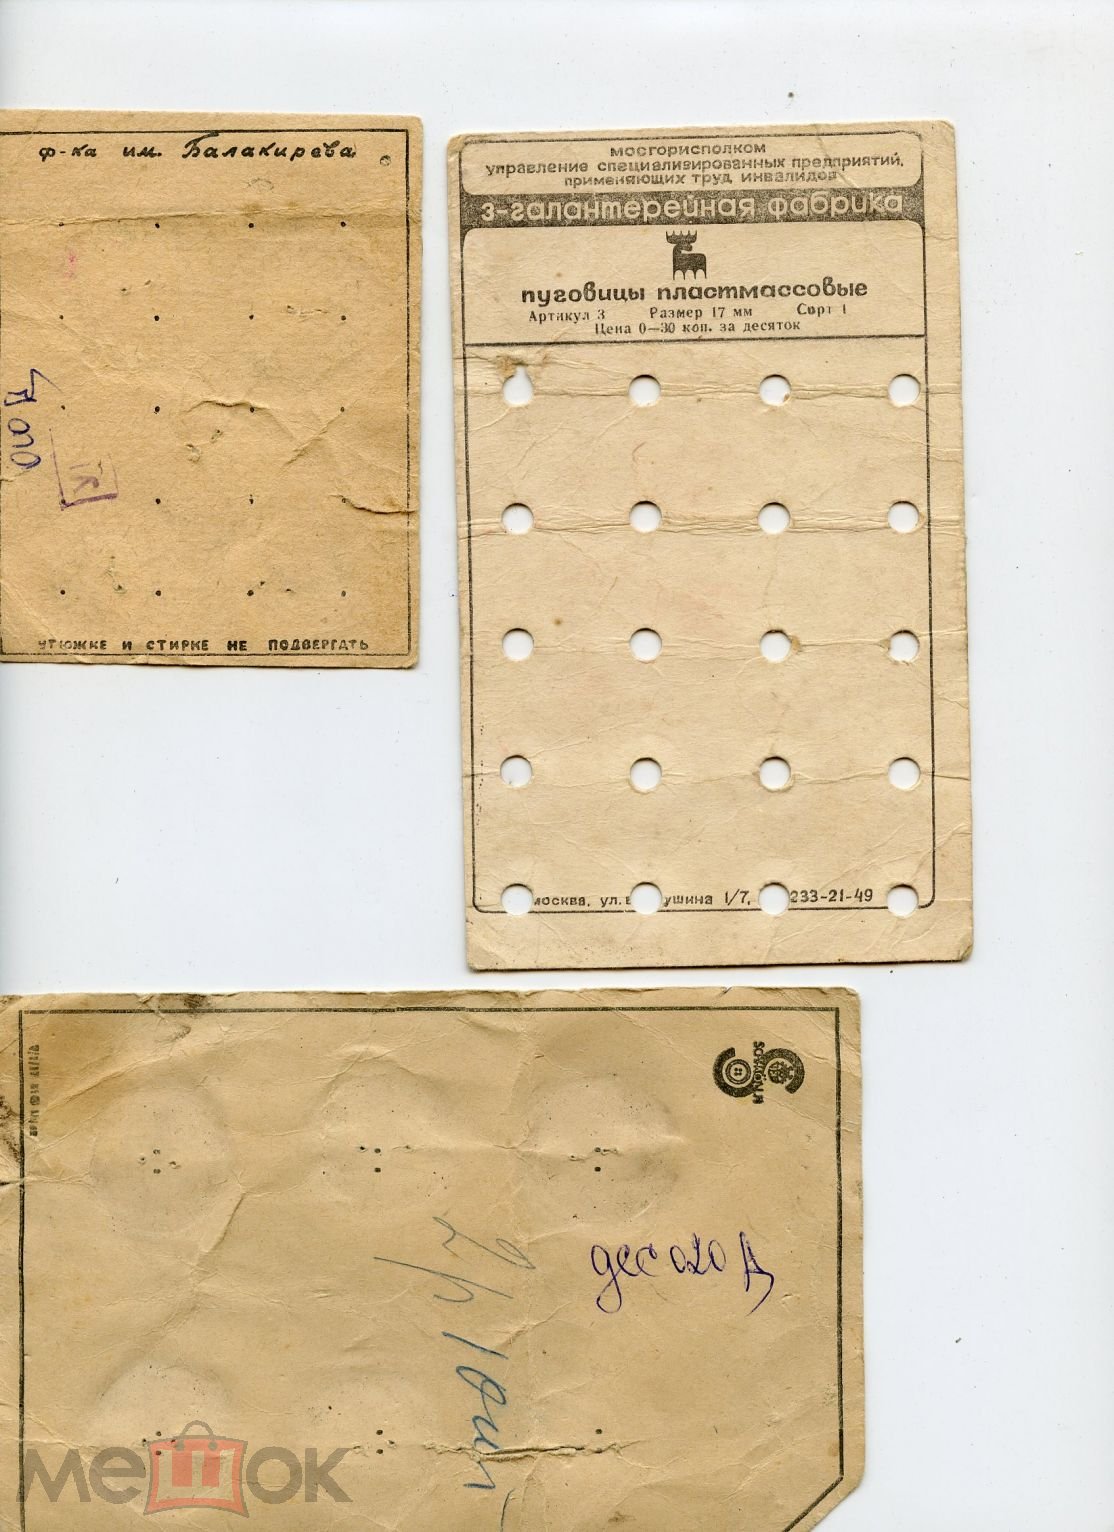 ф-ка им. Балакирева
УТЮЖКЕ И СТИРКЕ НЕ ПОДВЕРГАТЬ
мосгорисполком
управление специализированных предприятий,
применяющих труд инвалидов
3-галантерейная фабрика
пуговицы пластмассовые
Артикул 3 Размер 17 мм Сорт 1
Цена 0—30 коп. за десяток
москва, ул. 1/7, 233-21-49
мешок